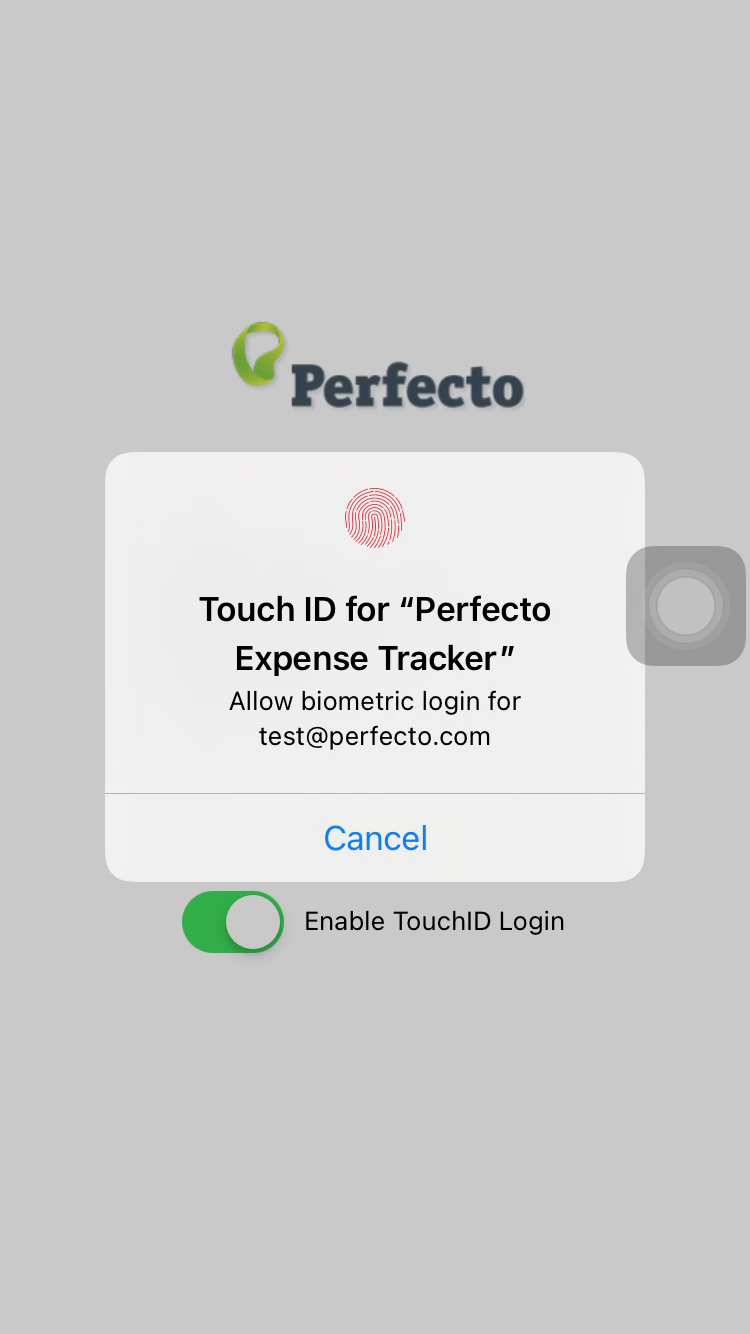 Perfecto
Touch ID for “Perfecto
Expense Tracker”
Allow biometric login for
test@perfecto.com
Cancel
Enable TouchID Login